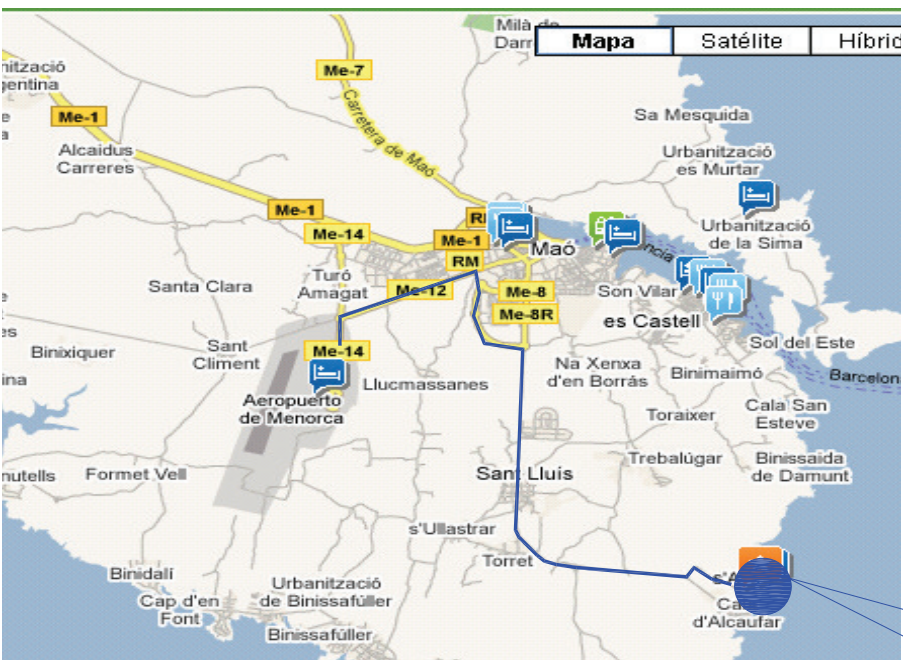 Milà de
Darr
Mapa
Satélite
Híbrid
nització
gentina
Me-7
Carretera de Maó
Me-1
Sa Mesquida
Alcaidus
Carreres
Urbanització
es Murtar
Me-1
Me-14
Me-1
RM
Maó
Urbanització
de la Sima
Turó
Amagat
Santa Clara
Me-12
Me-8
Son Vilar
Me-8R
es Castell
Sol del Este
Binixiquer
Sant
Climent
Me-14
Na Xenxa
d'en Borrás
Binimaimó
Barcelon
ina
Llucmassanes
Aeropuerto
de Menorca
Toraixer
Cala San
Esteve
nutells
Formet Vell
Sant Lluís
Trebalúgar
Binissaida
de Damunt
s'Ullastrar
Torret
Binidalí
Cap d'en
Font
Urbanització
de Binissafúller
Binissafúller
d'Alcaufar